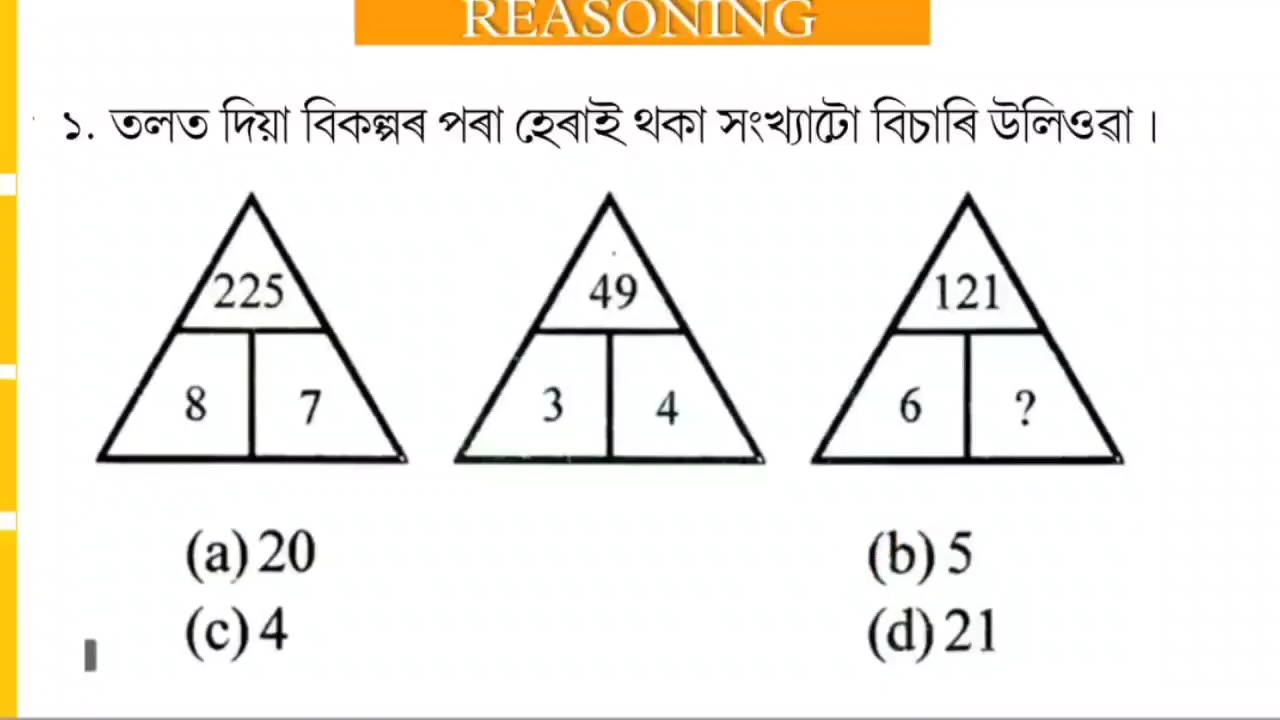 REASONING
১. তলত দিয়া বিকল্পৰ পৰা হেৰাই থকা সংখ্যাটো বিচাৰি উলিওৱা।
225 49 121
8 7 3 4 6 ?
(a) 20 (b) 5
(c) 4 (d) 21